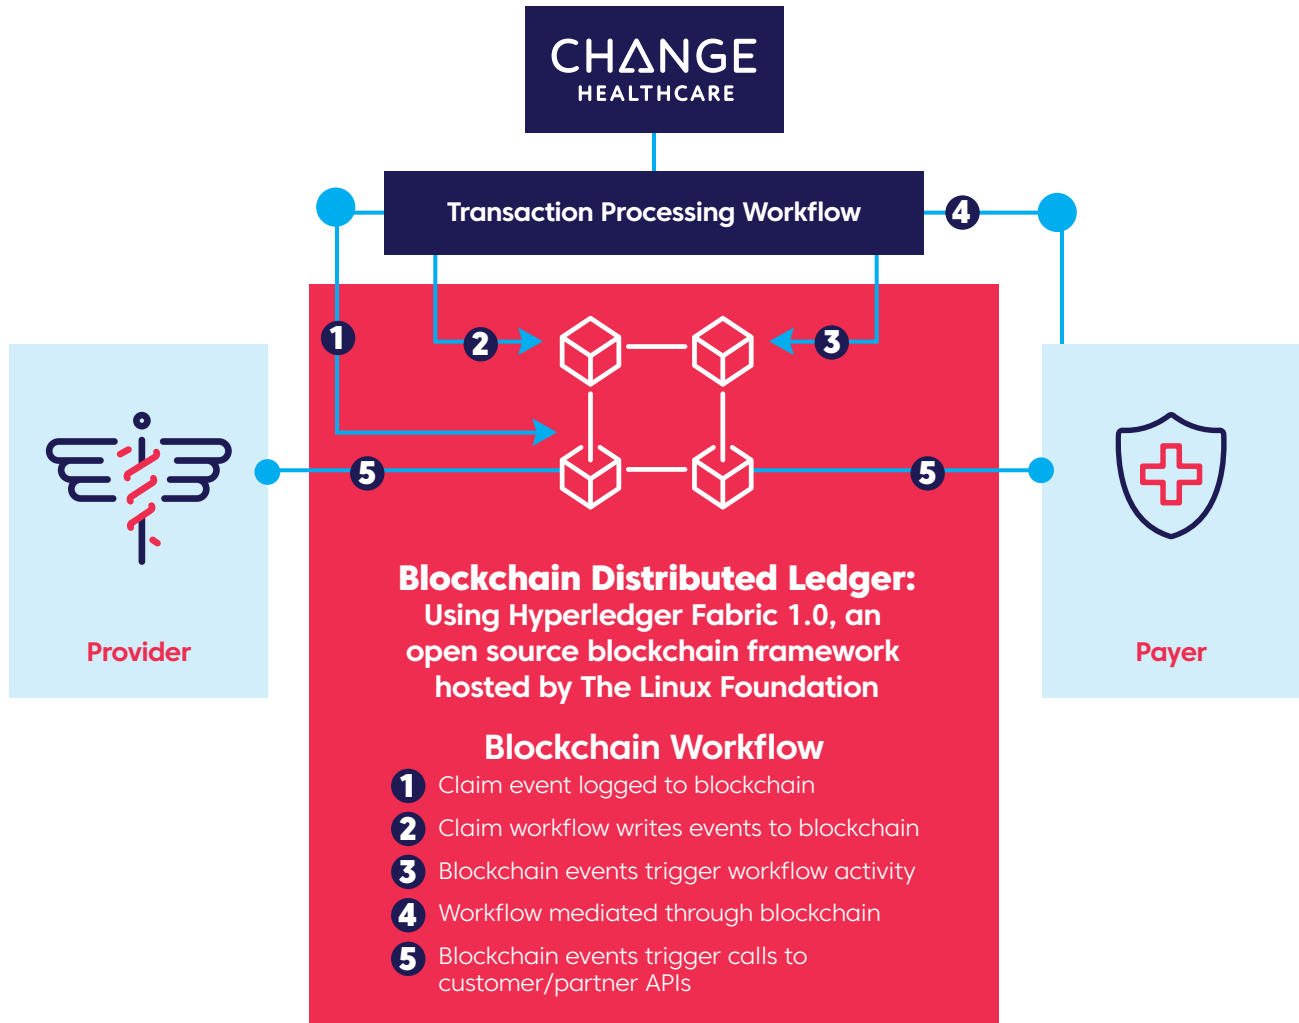 CHANGE
HEALTHCARE
Transaction Processing Workflow
4
1
2
3
5
5
Provider
Payer
Blockchain Distributed Ledger:
Using Hyperledger Fabric 1.0, an
open source blockchain framework
hosted by The Linux Foundation
Blockchain Workflow
1 Claim event logged to blockchain
2 Claim workflow writes events to blockchain
3 Blockchain events trigger workflow activity
4 Workflow mediated through blockchain
5 Blockchain events trigger calls to
customer/partner APIs